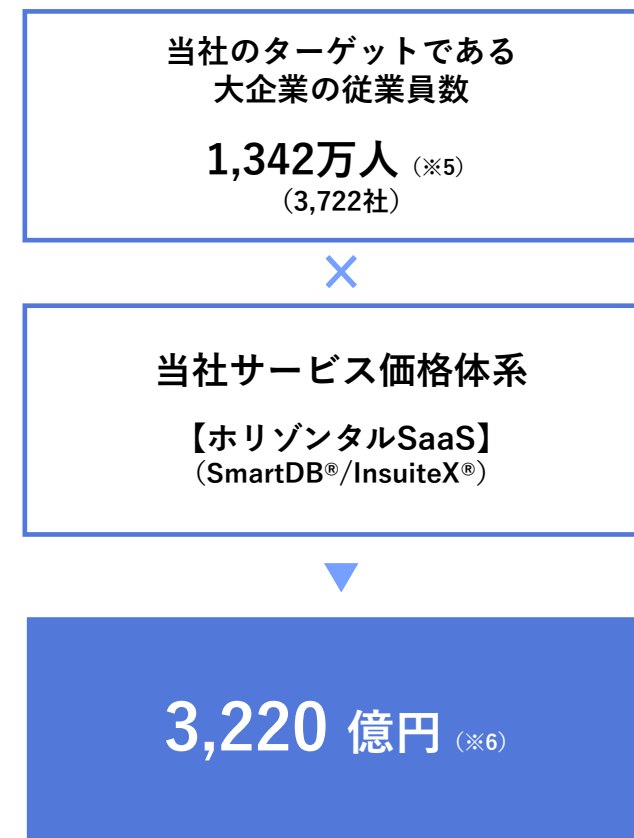 当社のターゲットである
大企業の従業員数
1,342万人（※5）
（3,722社）
×
当社サービス価格体系
【ホリゾンタルSaaS】
（SmartDB®/InsuiteX®）
3,220 億円（※6）